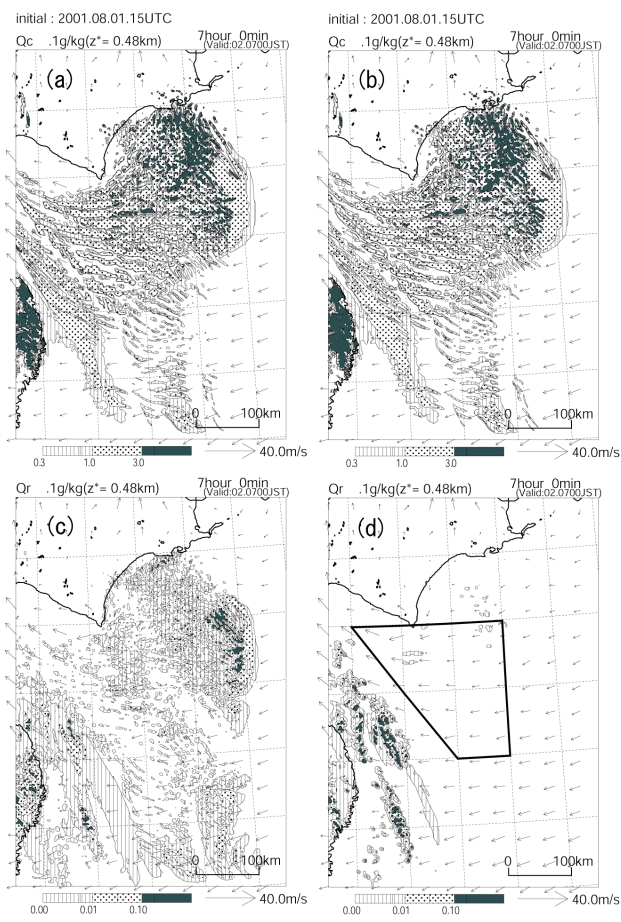 initial : 2001.08.01.15UTC
Qc .1g/kg(z*= 0.48km)
7hour 0min
(Valid:02.0700JST)
(a)
0 100km
0.3 1.0 3.0
40.0m/s
initial : 2001.08.01.15UTC
Qc .1g/kg(z*= 0.48km)
7hour 0min
(Valid:02.0700JST)
(b)
0 100km
0.3 1.0 3.0
40.0m/s
Qr .1g/kg(z*= 0.48km)
7hour 0min
(Valid:02.0700JST)
(c)
0 100km
0.00 0.01 0.10
40.0m/s
Qr .1g/kg(z*= 0.48km)
7hour 0min
(Valid:02.0700JST)
(d)
0 100km
0.00 0.01 0.10
40.0m/s